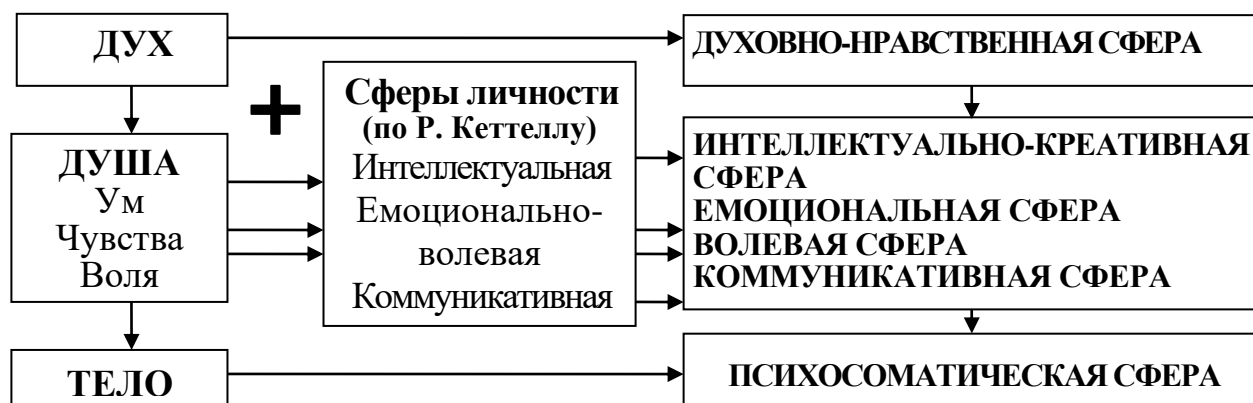 ДУХ
ДУХОВНО-НРАВСТВЕННАЯ СФЕРА
+
ДУША
Ум
Чувства
Воля
Сферы личности
(по Р. Кеттеллу)
Интеллектуальная
Емоционально-
волевая
Коммуникативная
ИНТЕЛЛЕКТУАЛЬНО-КРЕАТИВНАЯ
СФЕРА
ЕМОЦИОНАЛЬНАЯ СФЕРА
ВОЛЕВАЯ СФЕРА
КОММУНИКАТИВНАЯ СФЕРА
ТЕЛО
ПСИХОСОМАТИЧЕСКАЯ СФЕРА